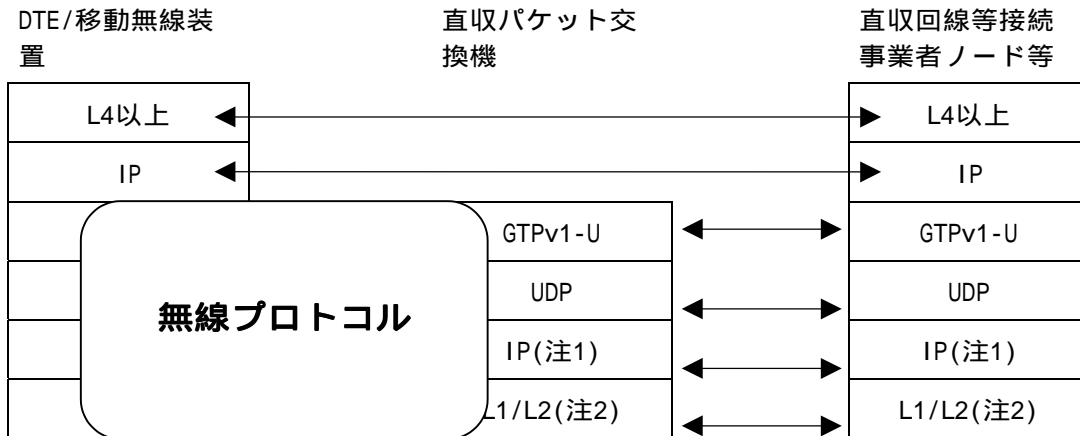 DTE/移動無線装
置
直収パケット交
換機
直収回線等接続
事業者ノード等
L4以上
L4以上
IP
IP
GTPv1-U
GTPv1-U
UDP
UDP
無線プロトコル
IP(注1)
IP(注1)
L1/L2(注2)
L1/L2(注2)